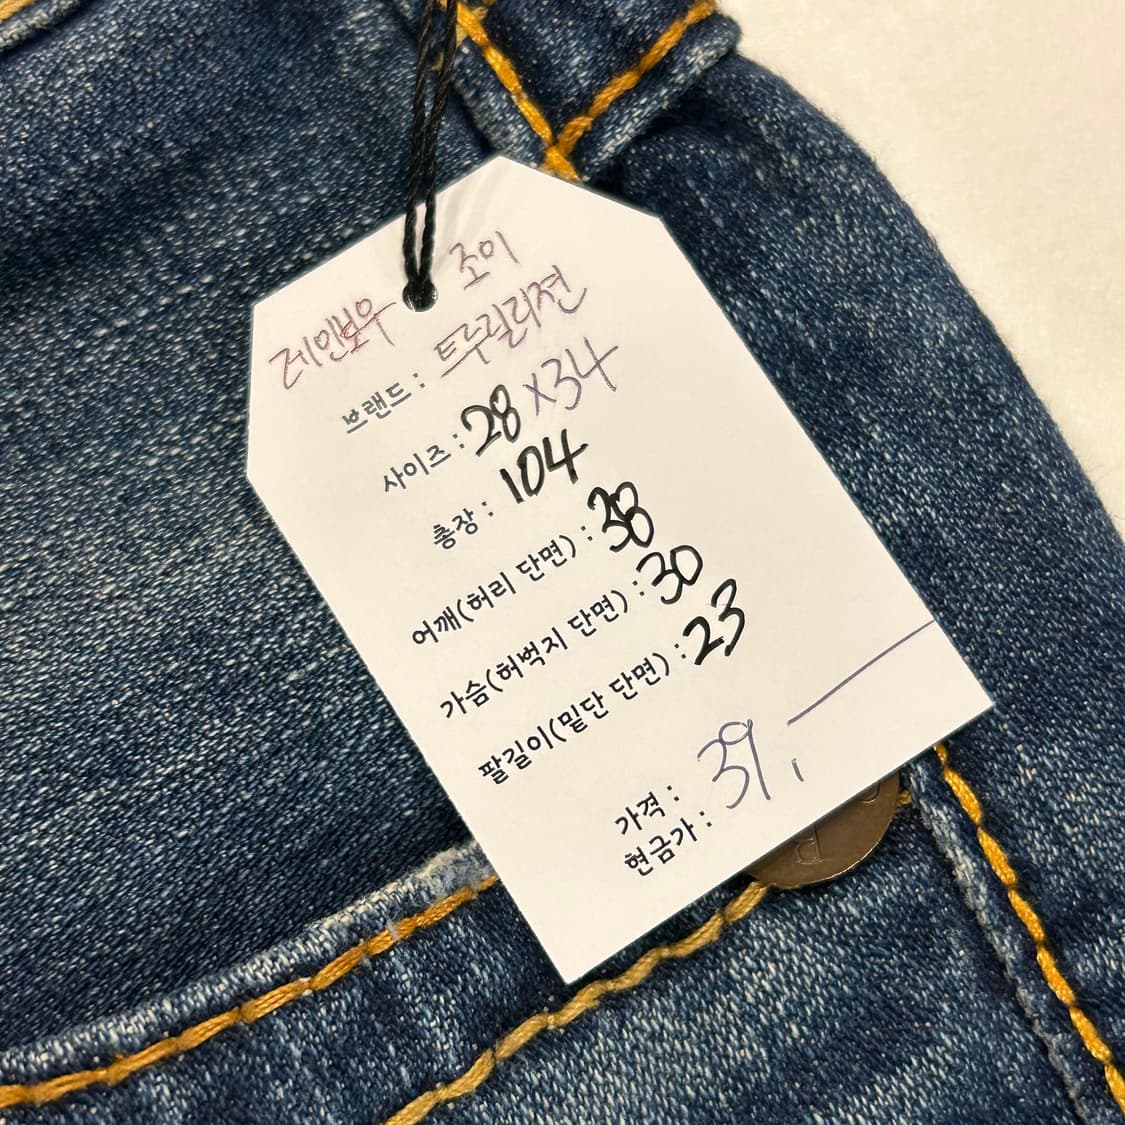 레인보우 조이
브랜드 : 트루릴리젼
사이즈 : 28 x34
총장 : 104
어깨(허리 단면) : 38
가슴(허벅지 단면) : 30
팔길이(밑단 단면) : 23
가격 : 39,
현금가 :